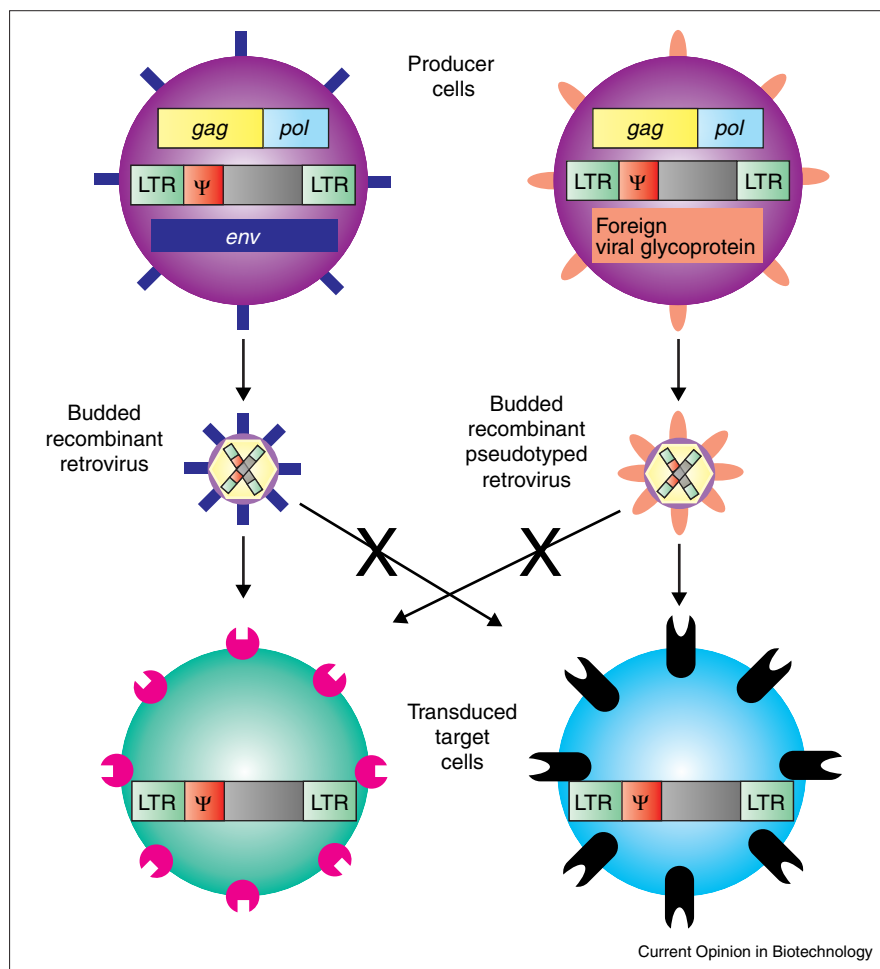 Producer
cells
gag pol
LTR Ψ LTR
env
gag pol
LTR Ψ LTR
Foreign
viral glycoprotein
Budded
recombinant
retrovirus
Budded
recombinant
pseudotyped
retrovirus
X X
Transduced
target
cells
LTR Ψ LTR
LTR Ψ LTR
Current Opinion in Biotechnology